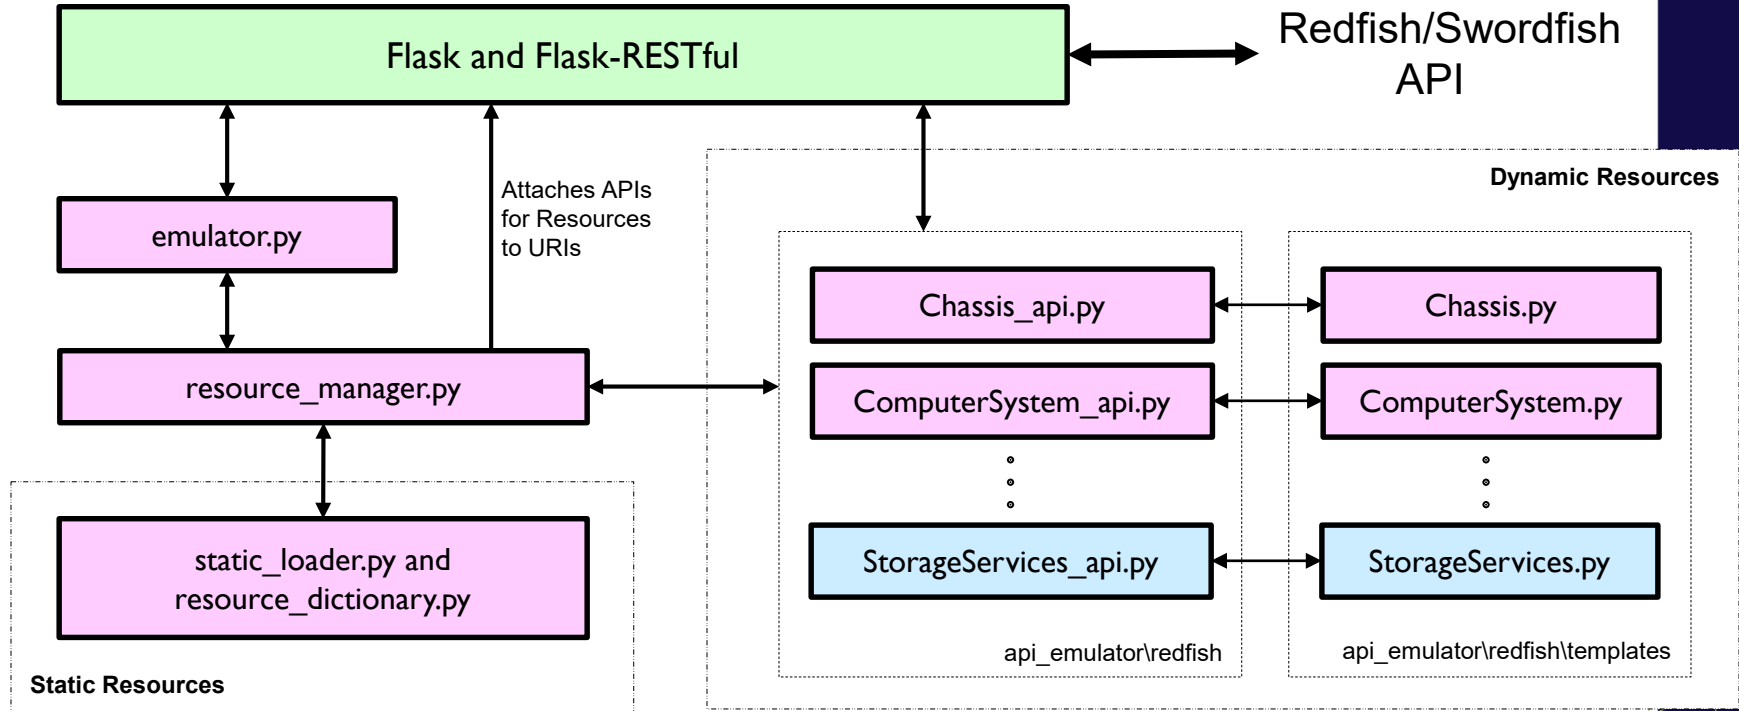 Flask and Flask-RESTful
Redfish/Swordfish
API
Attaches APIs
for Resources
to URIs
emulator.py
resource_manager.py
static_loader.py and
resource_dictionary.py
Static Resources
Dynamic Resources
Chassis_api.py
Chassis.py
ComputerSystem_api.py
ComputerSystem.py
StorageServices_api.py
StorageServices.py
api_emulator\redfish
api_emulator\redfish\templates